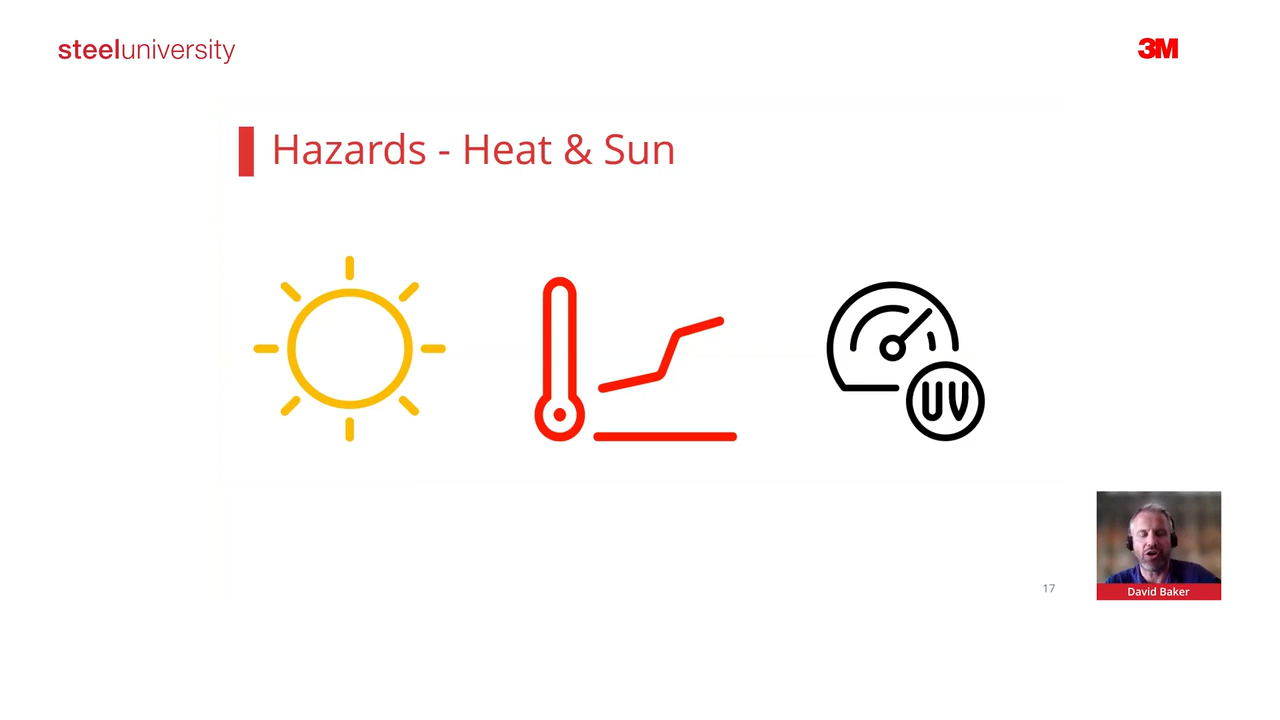 steeluniversity
3M
Hazards - Heat & Sun
UV
17
David Baker